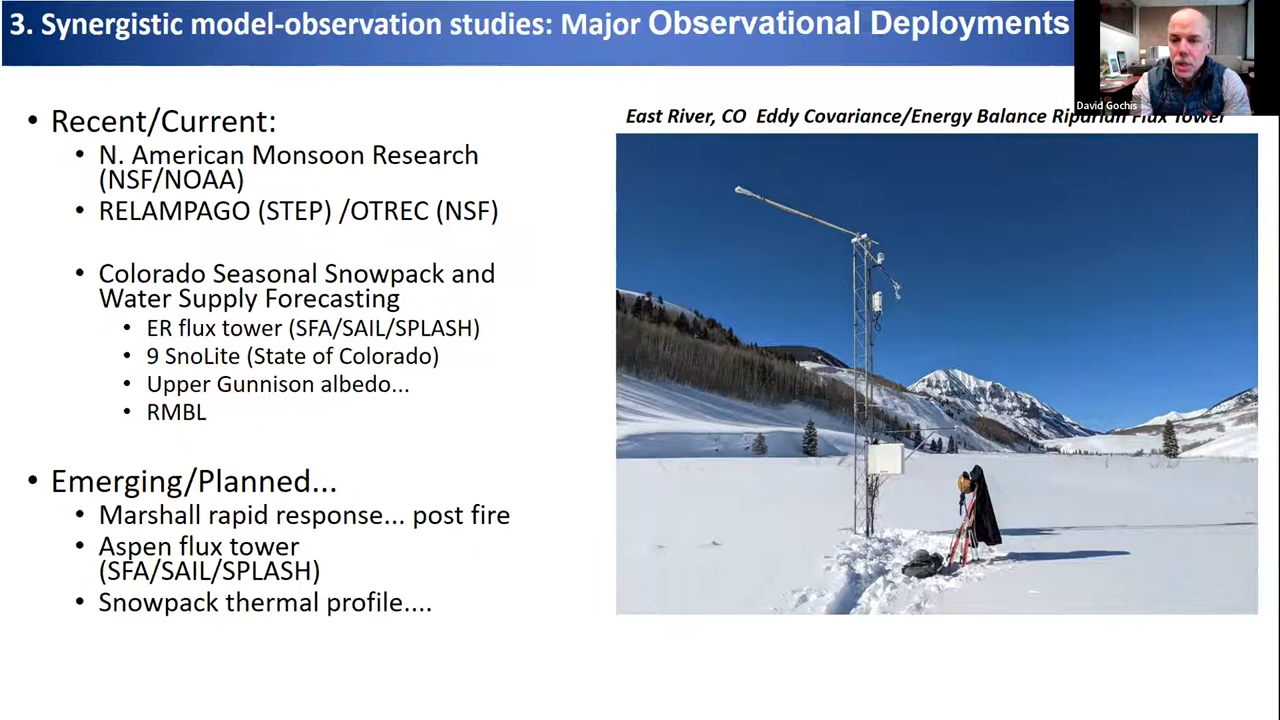 3. Synergistic model-observation studies: Major Observational Deployments
David Gochis
East River, CO Eddy Covariance/Energy Balance Riparian Flux Tower
• Recent/Current:
• N. American Monsoon Research
(NSF/NOAA)
• RELAMPAGO (STEP) /OTREC (NSF)
• Colorado Seasonal Snowpack and
Water Supply Forecasting
• ER flux tower (SFA/SAIL/SPLASH)
• 9 SnoLite (State of Colorado)
• Upper Gunnison albedo...
• RMBL
• Emerging/Planned...
• Marshall rapid response... post fire
• Aspen flux tower
(SFA/SAIL/SPLASH)
• Snowpack thermal profile....